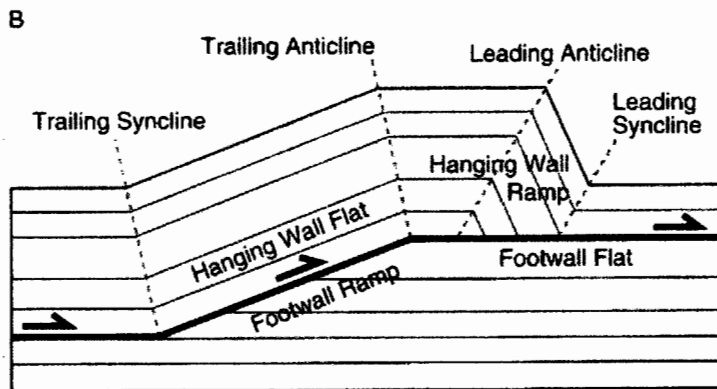 B
Trailing Anticline
Leading Anticline
Trailing Syncline
Leading
Syncline
Hanging Wall
Ramp
Hanging Wall Flat
Footwall Ramp
Footwall Flat